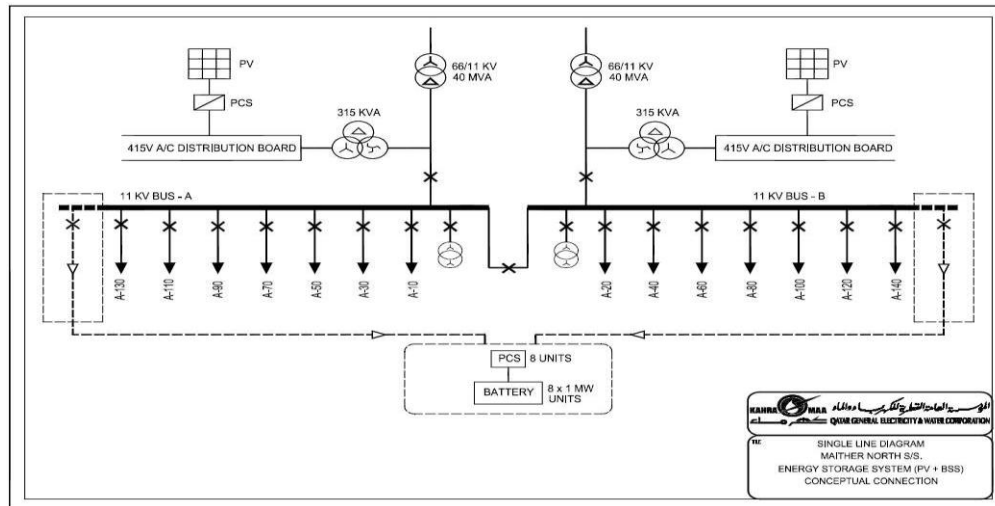 66/11 KV
40 MVA
66/11 KV
40 MVA
PV
PV
PCS
PCS
315 KVA
315 KVA
415V A/C DISTRIBUTION BOARD
415V A/C DISTRIBUTION BOARD
11 KV BUS - A
11 KV BUS - B
A-130
A-110
A-90
A-70
A-50
A-30
A-10
A-20
A-40
A-60
A-80
A-100
A-120
A-140
PCS 8 UNITS
BATTERY 8 x 1 MW
UNITS
KAHRA MAA
QATAR GENERAL ELECTRICITY & WATER CORPORATION
TITLE
SINGLE LINE DIAGRAM
MAITHER NORTH S/S.
ENERGY STORAGE SYSTEM (PV + BSS)
CONCEPTUAL CONNECTION